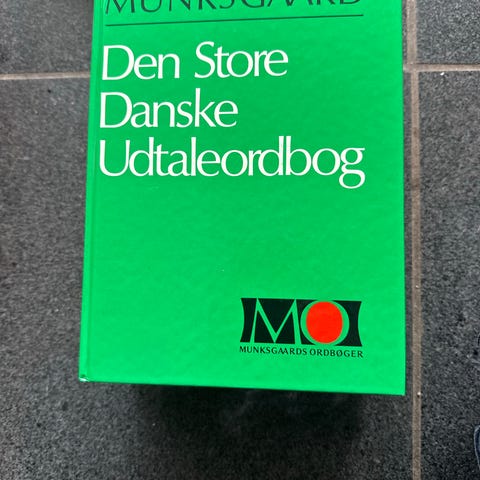 MUNKSGAARD
Den Store
Danske
Udtaleordbog
MO
MUNKSGAARDS ORDBØGER